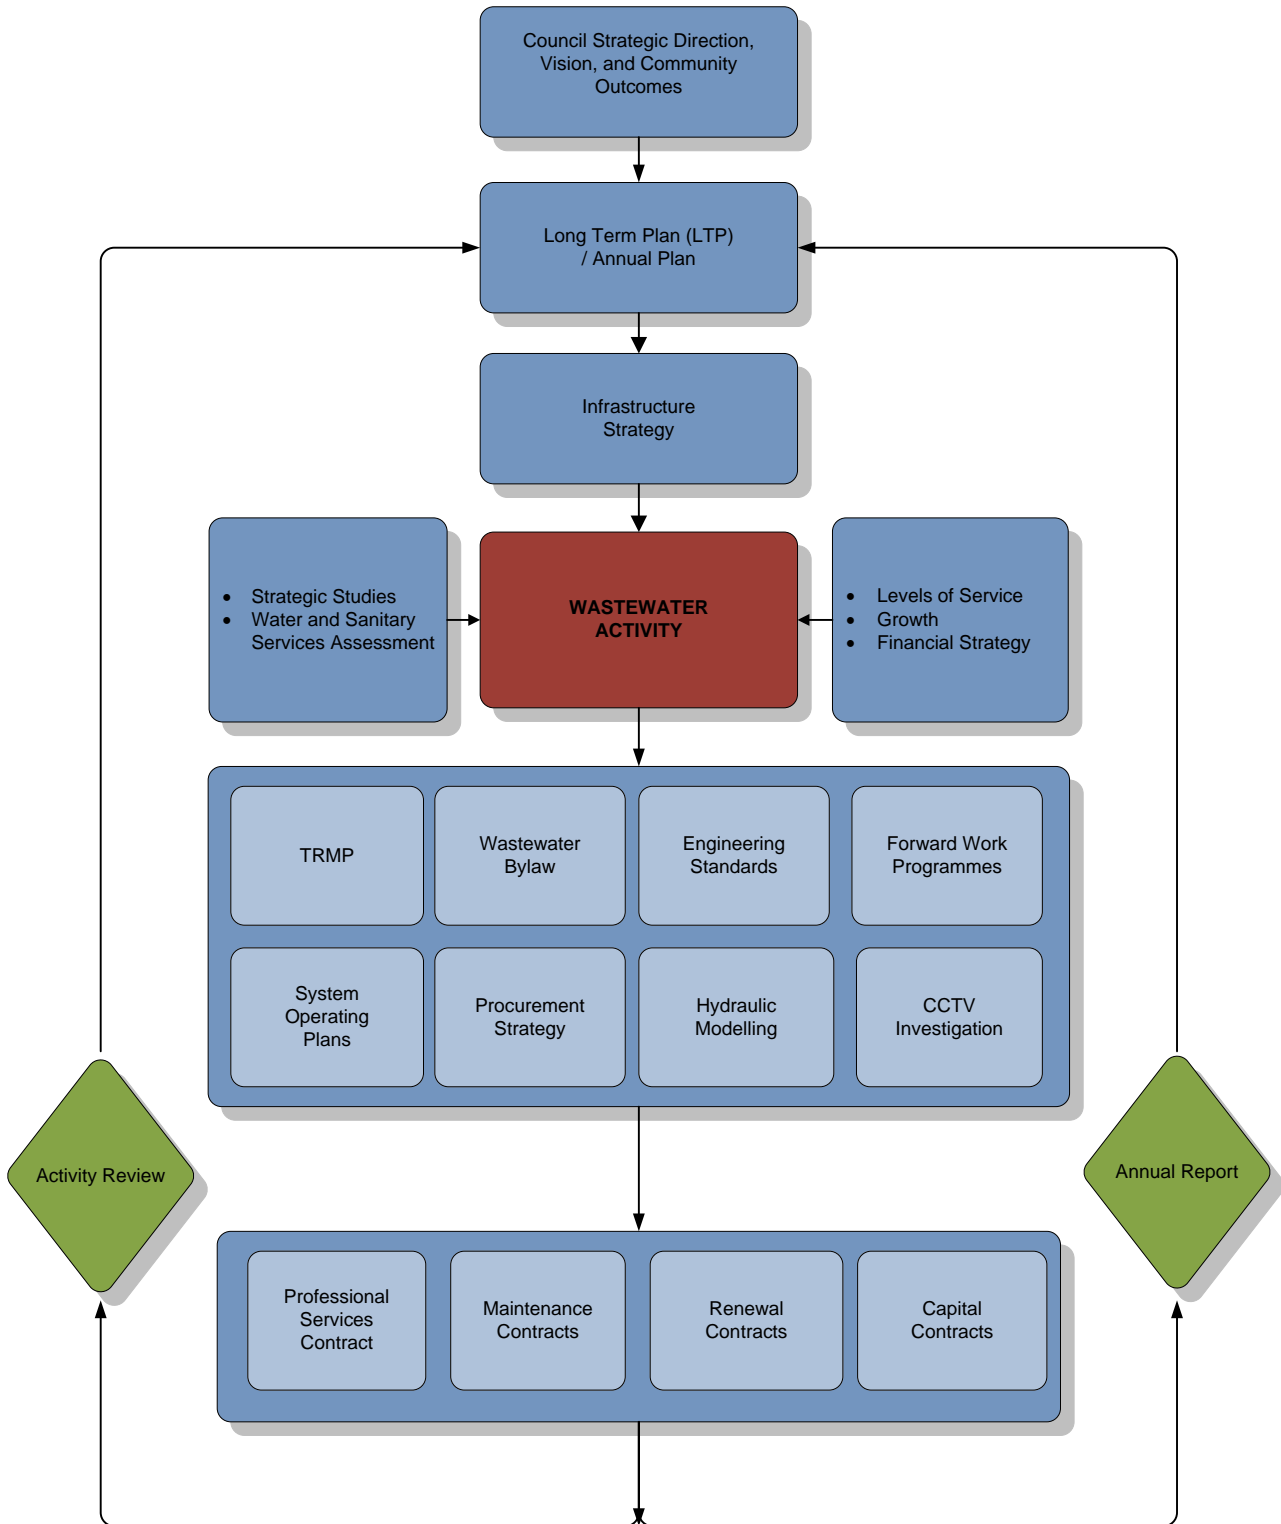 Council Strategic Direction,
Vision, and Community
Outcomes
Long Term Plan (LTP)
/ Annual Plan
Infrastructure
Strategy
• Strategic Studies
• Water and Sanitary
Services Assessment
WASTEWATER
ACTIVITY
• Levels of Service
• Growth
• Financial Strategy
TRMP
Wastewater
Bylaw
Engineering
Standards
Forward Work
Programmes
System
Operating
Plans
Procurement
Strategy
Hydraulic
Modelling
CCTV
Investigation
Activity Review
Annual Report
Professional
Services
Contract
Maintenance
Contracts
Renewal
Contracts
Capital
Contracts